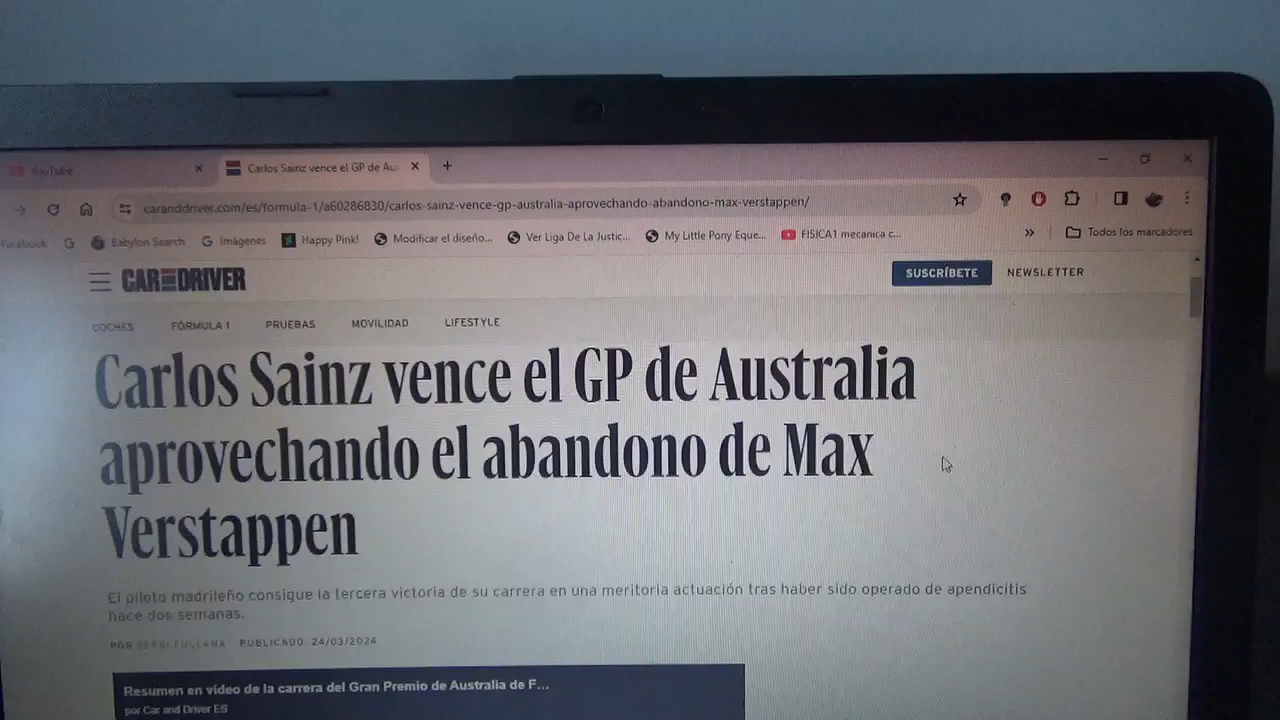 YouTube
Carlos Sainz vence el GP de Au
caranddriver.com/es/formula-1/a60286830/carlos-sainz-vence-gp-australia-aprovechando-abandono-max-verstappen/
Facebook
Babylon Search
Imágenes
Happy Pink!
Modificar el diseño...
Ver Liga De La Justic...
My Little Pony Eque...
FISICA1 mecanica c...
»
Todos los marcadores
CAR AND DRIVER
SUSCRÍBETE
NEWSLETTER
COCHES
FÓRMULA 1
PRUEBAS
MOVILIDAD
LIFESTYLE
Carlos Sainz vence el GP de Australia
aprovechando el abandono de Max
Verstappen
El piloto madrileño consigue la tercera victoria de su carrera en una meritoria actuación tras haber sido operado de apendicitis
hace dos semanas.
POR SERGI FULLANA PUBLICADO: 24/03/2024
Resumen en vídeo de la carrera del Gran Premio de Australia de F...
por Car and Driver ES